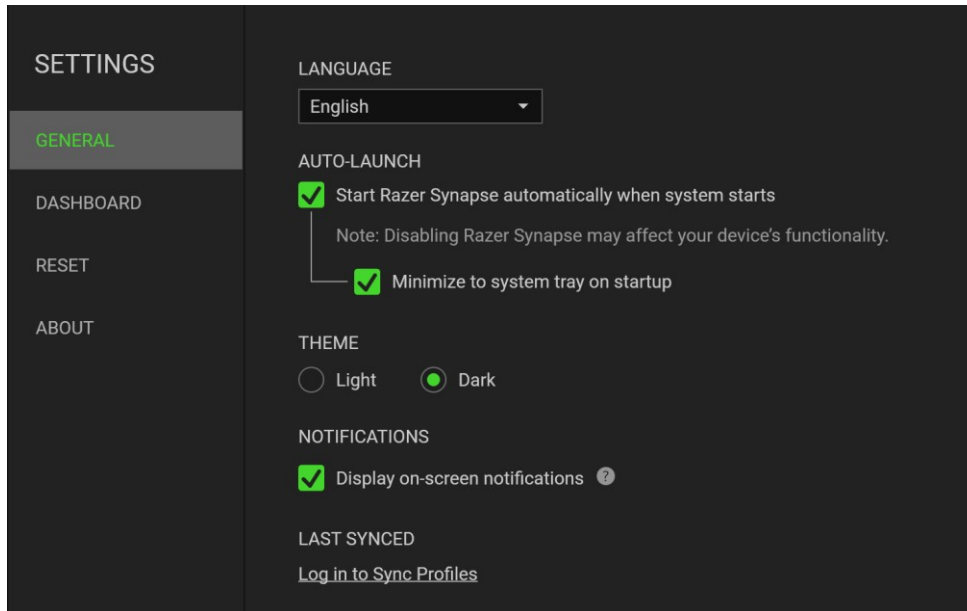 SETTINGS
GENERAL
DASHBOARD
RESET
ABOUT
LANGUAGE
English
AUTO-LAUNCH
Start Razer Synapse automatically when system starts
Note: Disabling Razer Synapse may affect your device’s functionality.
Minimize to system tray on startup
THEME
Light Dark
NOTIFICATIONS
Display on-screen notifications ?
LAST SYNCED
Log in to Sync Profiles